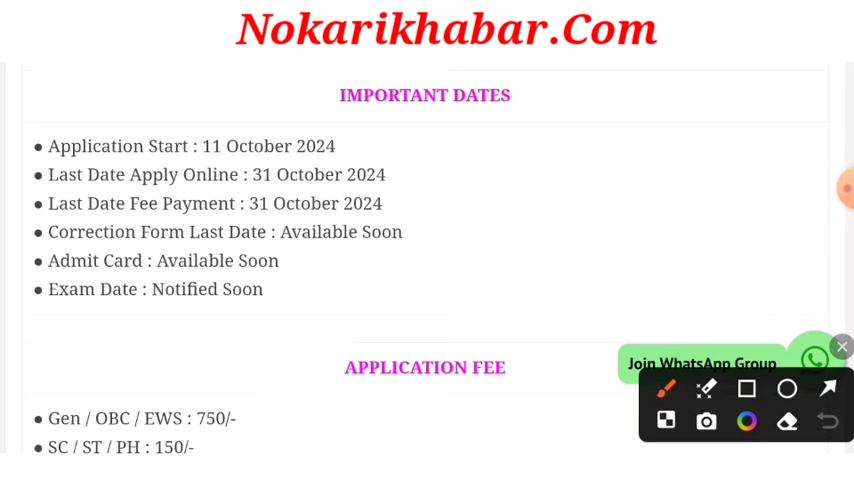 Nokarikhabar.Com
IMPORTANT DATES
● Application Start : 11 October 2024
● Last Date Apply Online : 31 October 2024
● Last Date Fee Payment : 31 October 2024
● Correction Form Last Date : Available Soon
● Admit Card : Available Soon
● Exam Date : Notified Soon
APPLICATION FEE
Join WhatsApp Group
● Gen / OBC / EWS : 750/-
● SC / ST / PH : 150/-